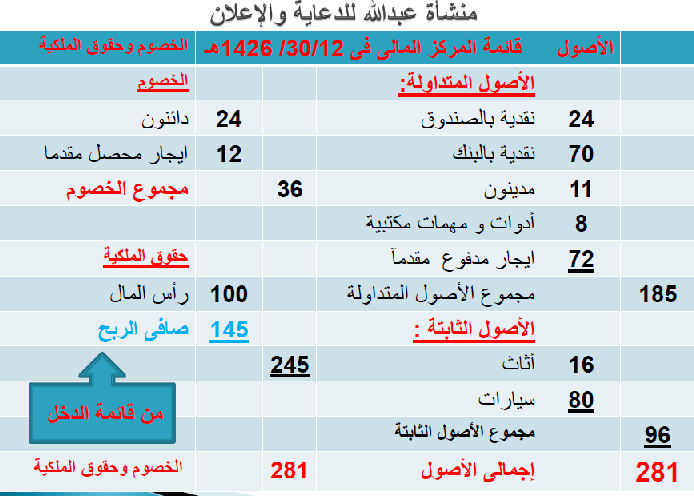 منشأة عبدالله للدعاية والإعلان
الأصول قائمة المركز المالى فى 30/12/ 1426هـ الخصوم وحقوق الملكية
الأصول المتداولة: الخصوم
24 نقدية بالصندوق 24 دائنون
70 نقدية بالبنك 12 ايجار محصل مقدما
11 مدينون 36 مجموع الخصوم
8 أدوات و مهمات مكتبية
72 ايجار مدفوع مقدمآ حقوق الملكية
185 مجموع الأصول المتداولة 100 رأس المال
الأصول الثابتة : 145 صافى الربح
16 أثاث 245
80 سيارات من قائمة الدخل
96 مجموع الأصول الثابتة
281 إجمالى الأصول 281 الخصوم وحقوق الملكية